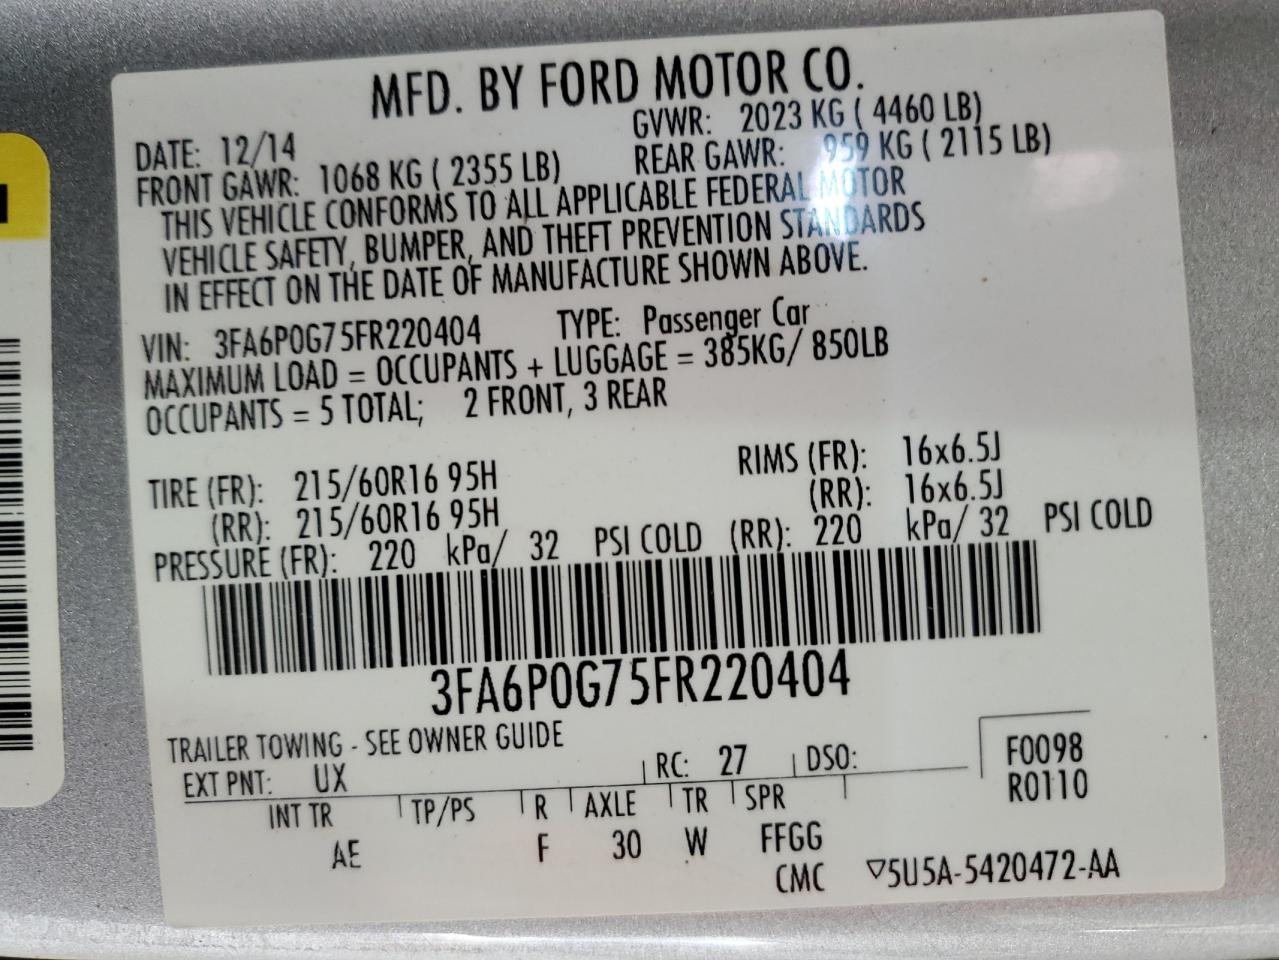 MFD. BY FORD MOTOR CO.
DATE: 12/14 GVWR: 2023 KG ( 4460 LB)
FRONT GAWR: 1068 KG ( 2355 LB) REAR GAWR: 959 KG ( 2115 LB)
THIS VEHICLE CONFORMS TO ALL APPLICABLE FEDERAL MOTOR
VEHICLE SAFETY, BUMPER, AND THEFT PREVENTION STANDARDS
IN EFFECT ON THE DATE OF MANUFACTURE SHOWN ABOVE.
VIN: 3FA6P0G75FR220404 TYPE: Passenger Car
MAXIMUM LOAD = OCCUPANTS + LUGGAGE = 385KG/ 850LB
OCCUPANTS = 5 TOTAL; 2 FRONT, 3 REAR
TIRE (FR): 215/60R16 95H RIMS (FR): 16x6.5J
(RR): 215/60R16 95H (RR): 16x6.5J
PRESSURE (FR): 220 kPa/ 32 PSI COLD (RR): 220 kPa/ 32 PSI COLD
3FA6P0G75FR220404
TRAILER TOWING - SEE OWNER GUIDE
EXT PNT: UX RC: 27 DSO: F0098
R0110
INT TR TP/PS R AXLE TR SPR
AE F 30 W FFGG
CMC ▽5U5A-5420472-AA